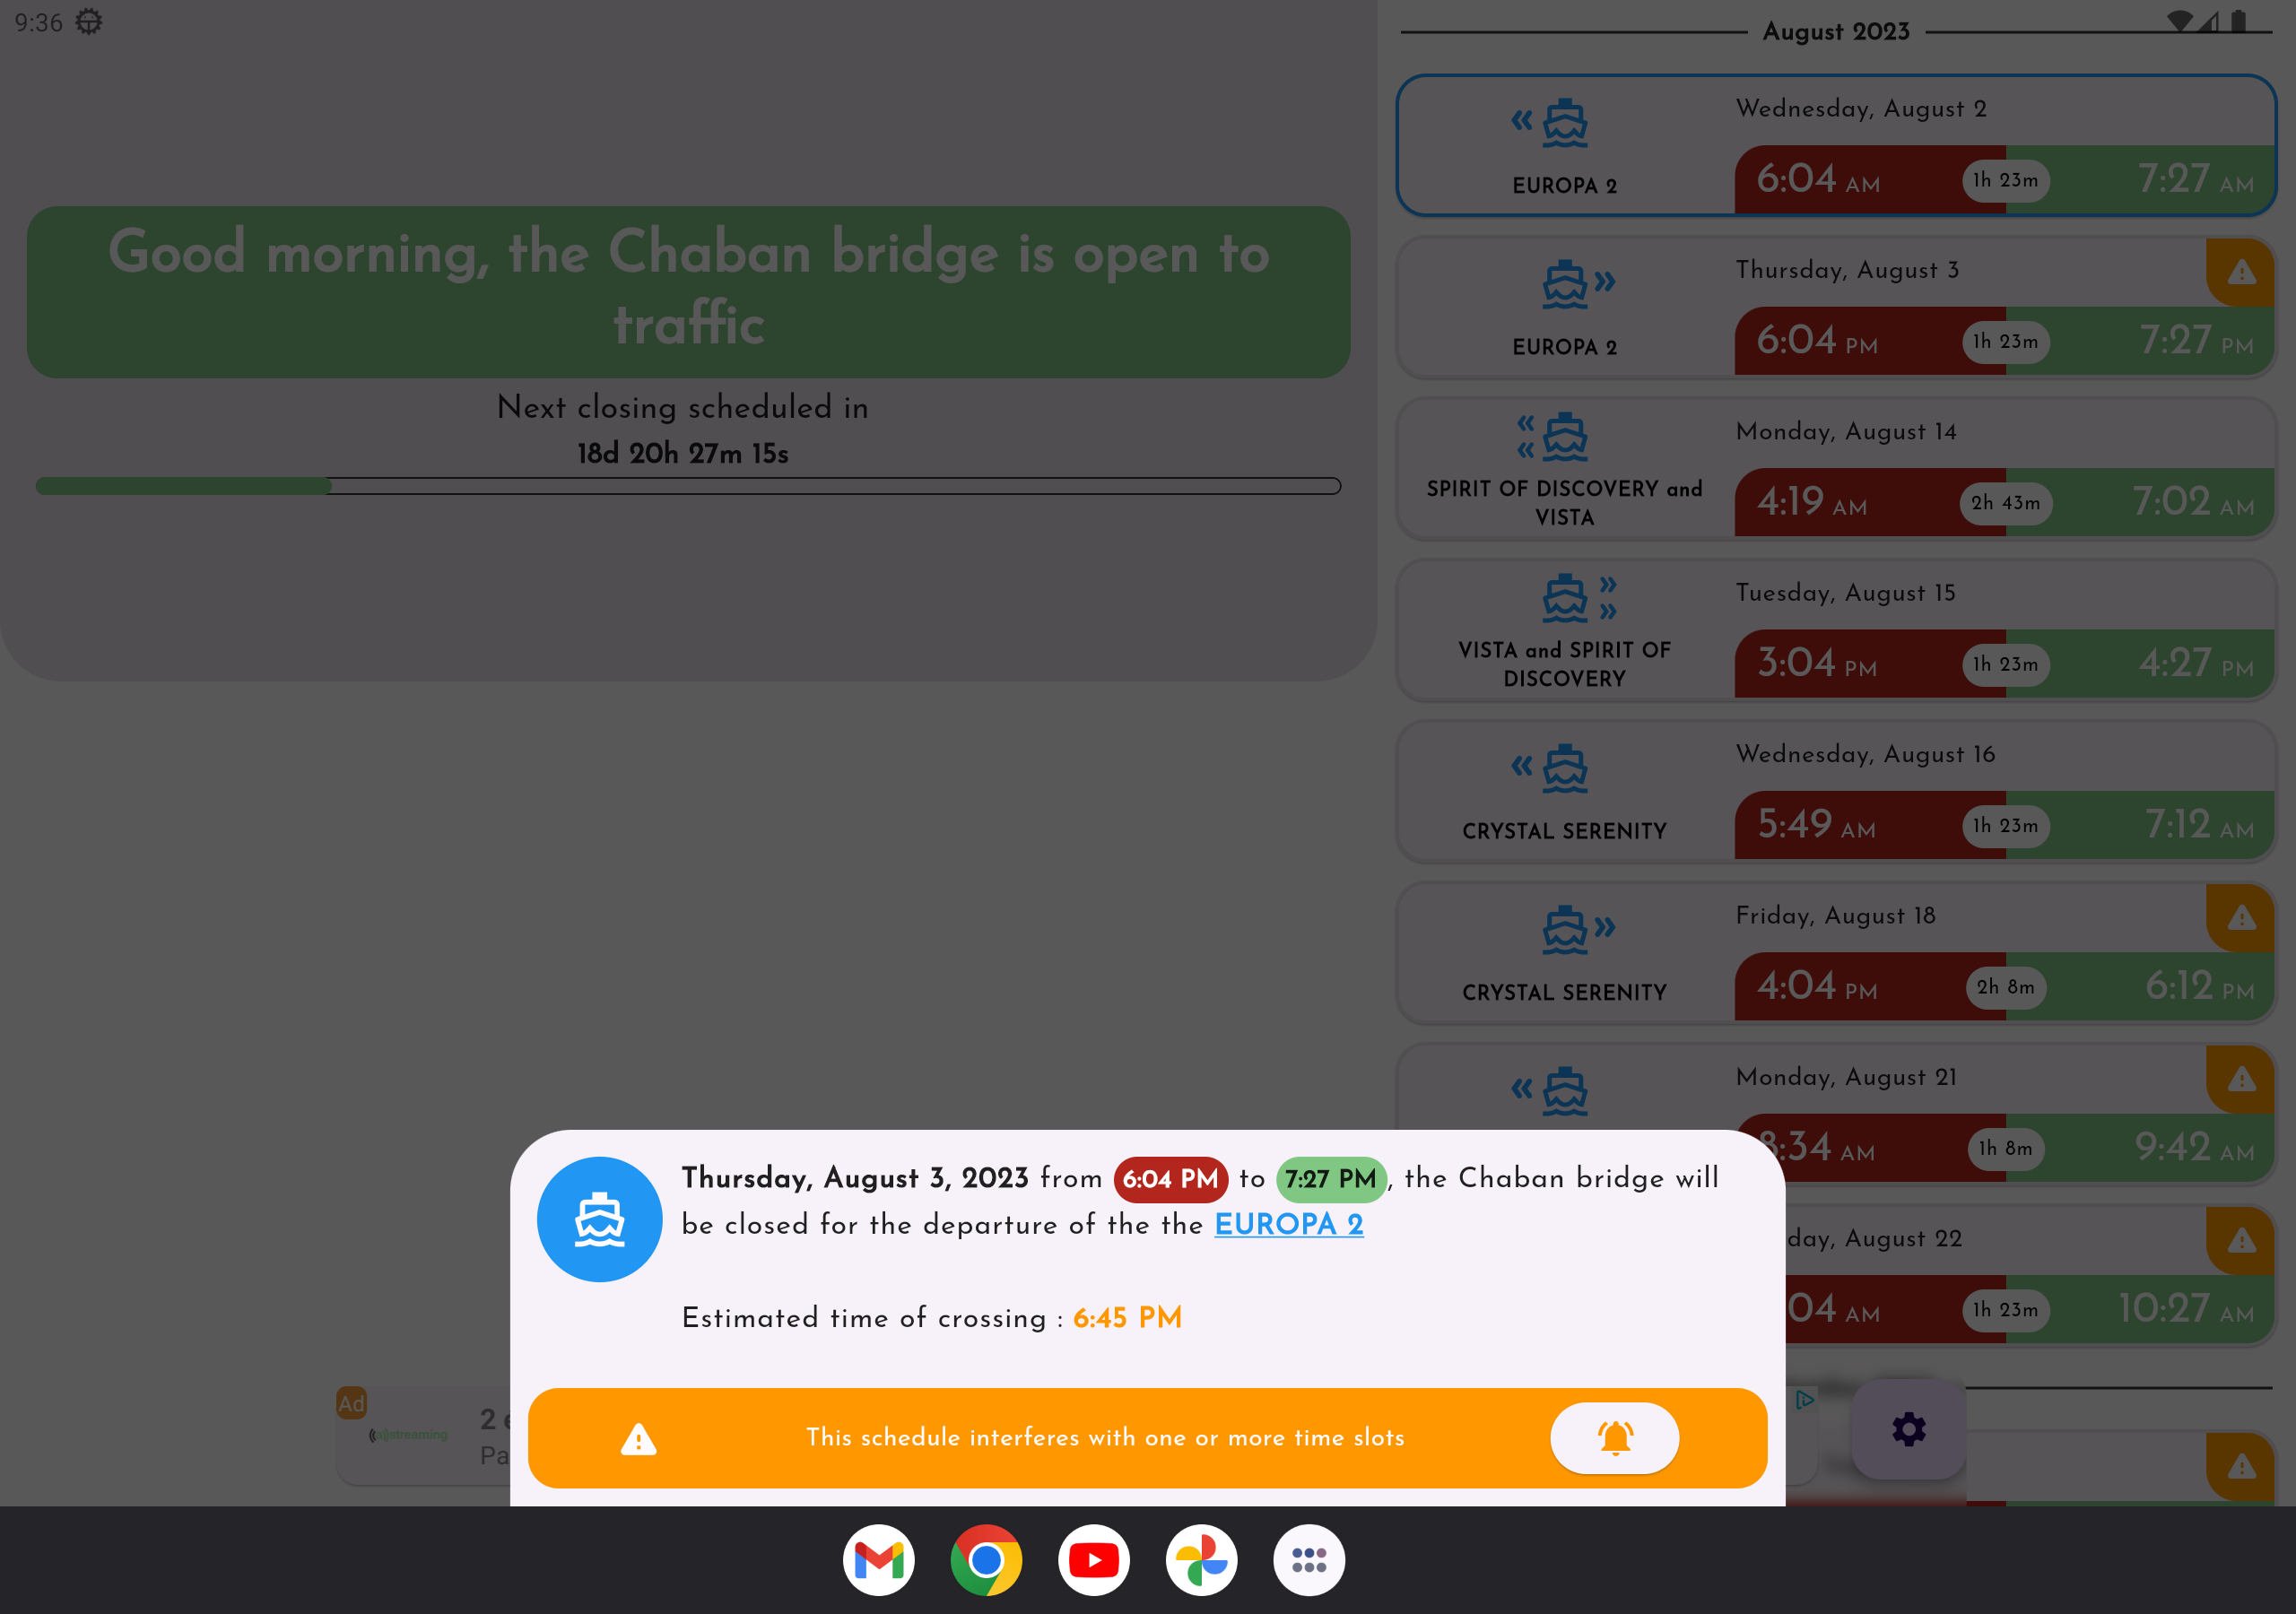 9:36
Good morning, the Chaban bridge is open to
traffic
Next closing scheduled in
18d 20h 27m 15s
August 2023
Wednesday, August 2
EUROPA 2
6:04 AM
1h 23m
7:27 AM
Thursday, August 3
EUROPA 2
6:04 PM
1h 23m
7:27 PM
Monday, August 14
SPIRIT OF DISCOVERY and
VISTA
4:19 AM
2h 43m
7:02 AM
Tuesday, August 15
VISTA and SPIRIT OF
DISCOVERY
3:04 PM
1h 23m
4:27 PM
Wednesday, August 16
CRYSTAL SERENITY
5:49 AM
1h 23m
7:12 AM
Friday, August 18
CRYSTAL SERENITY
4:04 PM
2h 8m
6:12 PM
Monday, August 21
8:34 AM
1h 8m
9:42 AM
day, August 22
04 AM
1h 23m
10:27 AM
Thursday, August 3, 2023 from 6:04 PM to 7:27 PM, the Chaban bridge will
be closed for the departure of the the EUROPA 2
Estimated time of crossing : 6:45 PM
This schedule interferes with one or more time slots
Ad
streaming
2
Pa